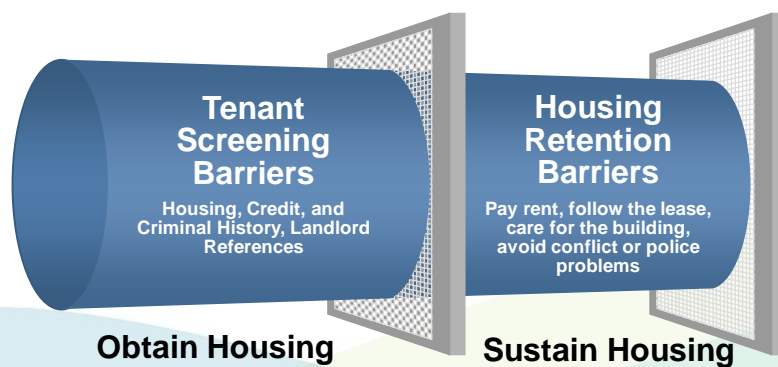 Tenant
Screening
Barriers
Housing, Credit, and
Criminal History, Landlord
References
Obtain Housing
Housing
Retention
Barriers
Pay rent, follow the lease,
care for the building,
avoid conflict or police
problems
Sustain Housing